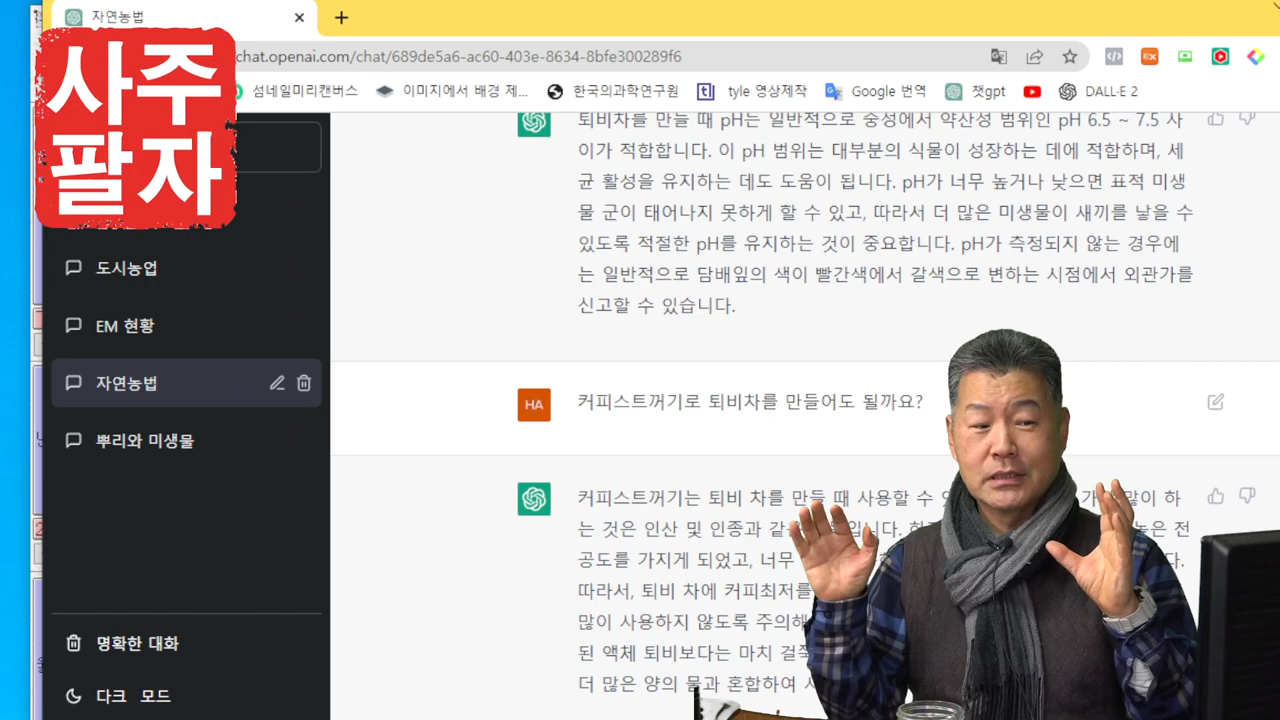 자연농법
사주
팔자
chat.openai.com/chat/689de5a6-ac60-403e-8634-8bfe300289f6
섬네일미리캔버스 이미지에서 배경 제... 한국의과학연구원 tyle 영상제작 Google 번역 챗gpt DALL·E 2
도시농업
EM 현황
자연농법
뿌리와 미생물
명확한 대화
다크 모드
퇴비차를 만들 때 pH는 일반적으로 중성에서 약산성 범위인 pH 6.5 ~ 7.5 사
이가 적합합니다. 이 pH 범위는 대부분의 식물이 성장하는 데에 적합하며, 세
균 활성을 유지하는 데도 도움이 됩니다. pH가 너무 높거나 낮으면 표적 미생
물 군이 태어나지 못하게 할 수 있고, 따라서 더 많은 미생물이 새끼를 낳을 수
있도록 적절한 pH를 유지하는 것이 중요합니다. pH가 측정되지 않는 경우에
는 일반적으로 담배잎의 색이 빨간색에서 갈색으로 변하는 시점에서 외관가를
신고할 수 있습니다.
HA
커피스트꺼기로 퇴비차를 만들어도 될까요?
커피스트꺼기는 퇴비 차를 만들 때 사용할 수 많이 하
는 것은 인산 및 인종과 같 입니다. 높은 전
공도를 가지게 되었고, 너무
따라서, 퇴비 차에 커피최저를
많이 사용하지 않도록 주의해
된 액체 퇴비보다는 마치 걸쭉
더 많은 양의 물과 혼합하여